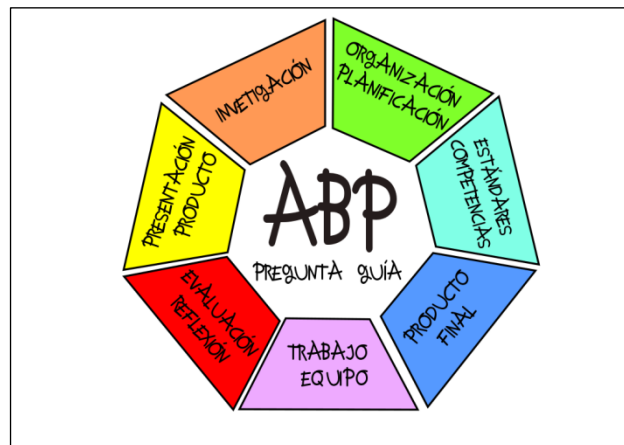 INVETIGACIÓN
ORGANIZACIÓN
PLANIFICACIÓN
ESTÁNDARES
COMPETENCIAS
PRODUCTO
FINAL
TRABAJO
EQUIPO
EVALUACIÓN
REFLEXIÓN
PRESENTACIÓN
PRODUCTO
ABP
PREGUNTA GUÍA